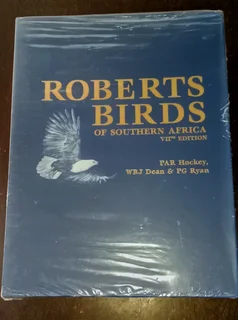 ROBERTS
BIRDS
OF SOUTHERN AFRICA
VIITH EDITION
PAR Hockey,
WRJ Dean & PG Ryan